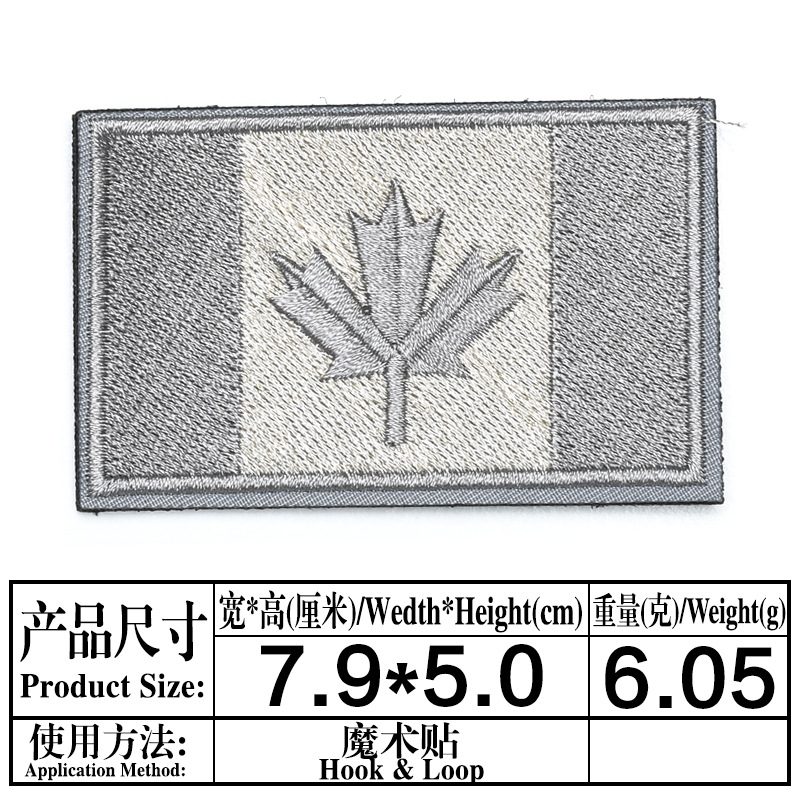 产品尺寸
Product Size:
宽*高(厘米)/Wedth*Height(cm)
重量(克)/Weight(g)
7.9*5.0
6.05
使用方法:
Application Method:
魔术贴
Hook & Loop